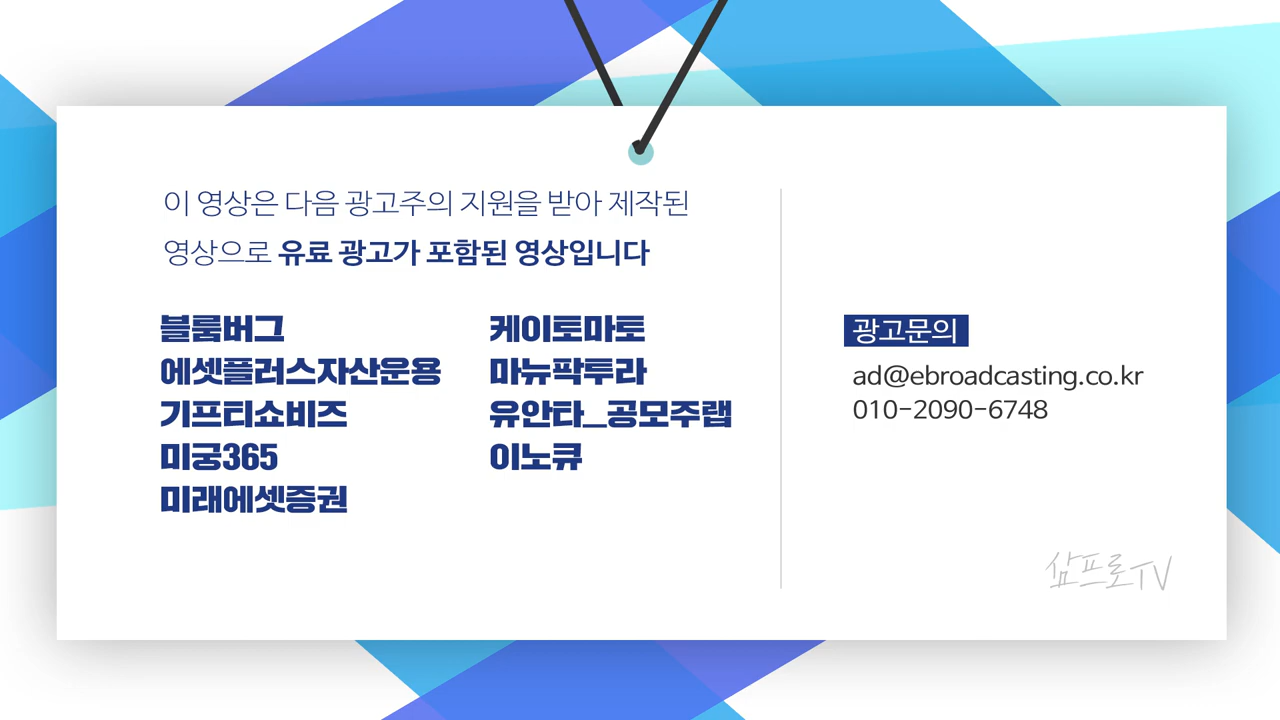 이 영상은 다음 광고주의 지원을 받아 제작된
영상으로 유료 광고가 포함된 영상입니다
블룸버그
에셋플러스자산운용
기프티쇼비즈
미궁365
미래에셋증권
케이토마토
마뉴팍투라
유안타_공모주랩
이노큐
광고문의
ad@ebroadcasting.co.kr
010-2090-6748
삼프로TV